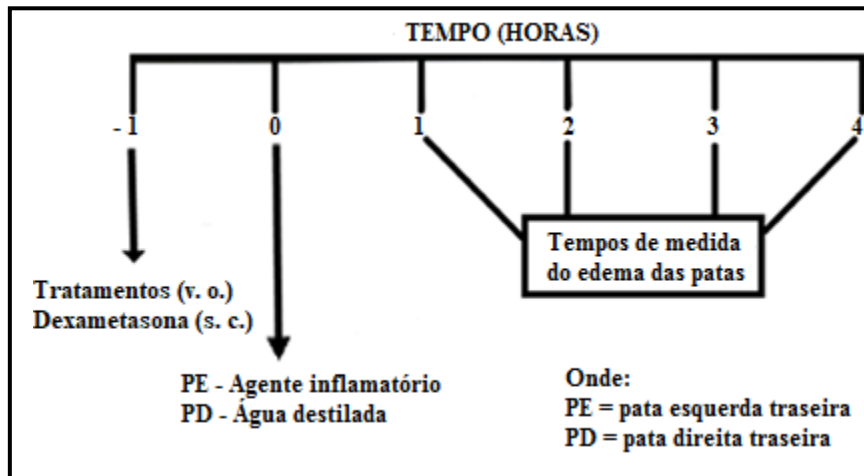 TEMPO (HORAS)
- 1 0 1 2 3 4
Tempos de medida
do edema das patas
Tratamentos (v. o.)
Dexametasona (s. c.)
PE - Agente inflamatório
PD - Água destilada
Onde:
PE = pata esquerda traseira
PD = pata direita traseira